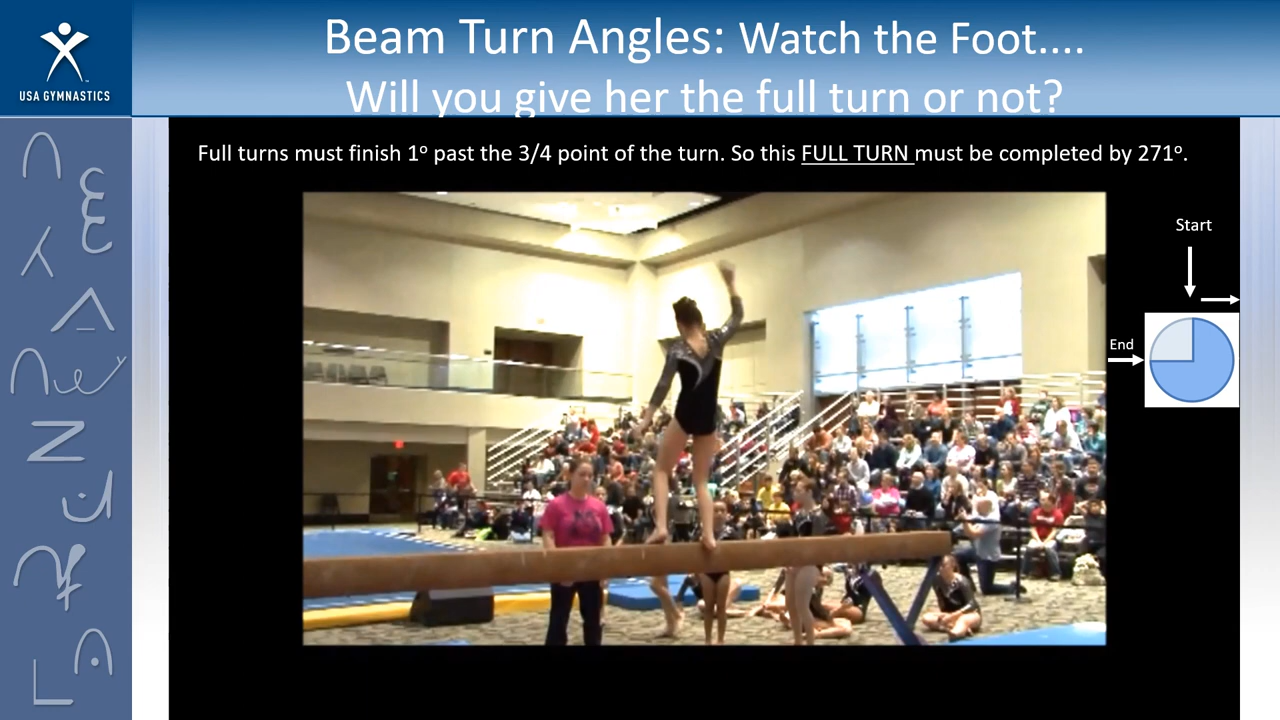 USA GYMNASTICS
Beam Turn Angles: Watch the Foot....
Will you give her the full turn or not?
Full turns must finish 1º past the 3/4 point of the turn. So this FULL TURN must be completed by 271º.
Start
End